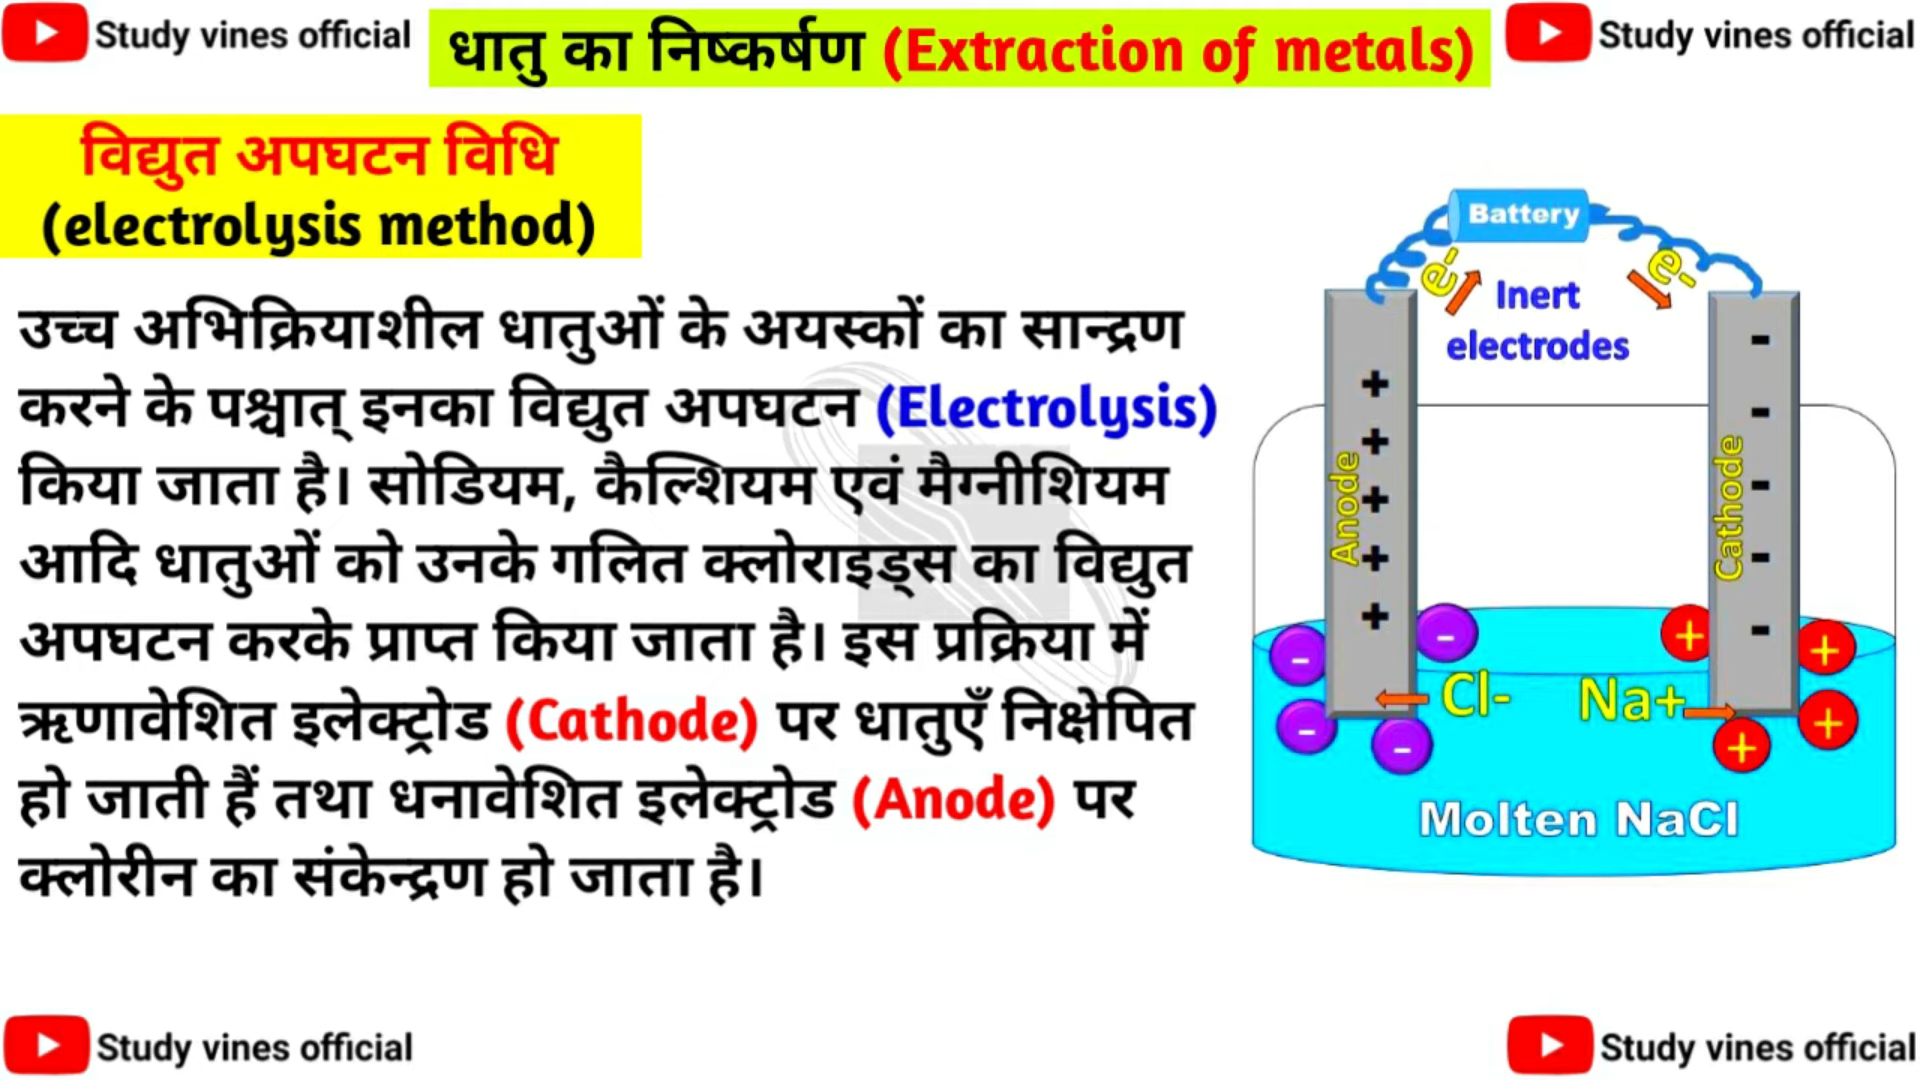 Study vines official
धातु का निष्कर्षण (Extraction of metals)
Study vines official
विद्युत अपघटन विधि
(electrolysis method)
उच्च अभिक्रियाशील धातुओं के अयस्कों का सान्द्रण
करने के पश्चात् इनका विद्युत अपघटन (Electrolysis)
किया जाता है। सोडियम, कैल्शियम एवं मैग्नीशियम
आदि धातुओं को उनके गलित क्लोराइड्स का विद्युत
अपघटन करके प्राप्त किया जाता है। इस प्रक्रिया में
ऋणावेशित इलेक्ट्रोड (Cathode) पर धातुएँ निक्षेपित
हो जाती हैं तथा धनावेशित इलेक्ट्रोड (Anode) पर
क्लोरीन का संकेन्द्रण हो जाता है।
Battery
e-
e-
Inert
electrodes
Anode
+
+
+
+
+
Cathode
-
-
-
-
-
-
-
-
-
+
+
+
+
Cl-
Na+
Molten NaCl
Study vines official
Study vines official